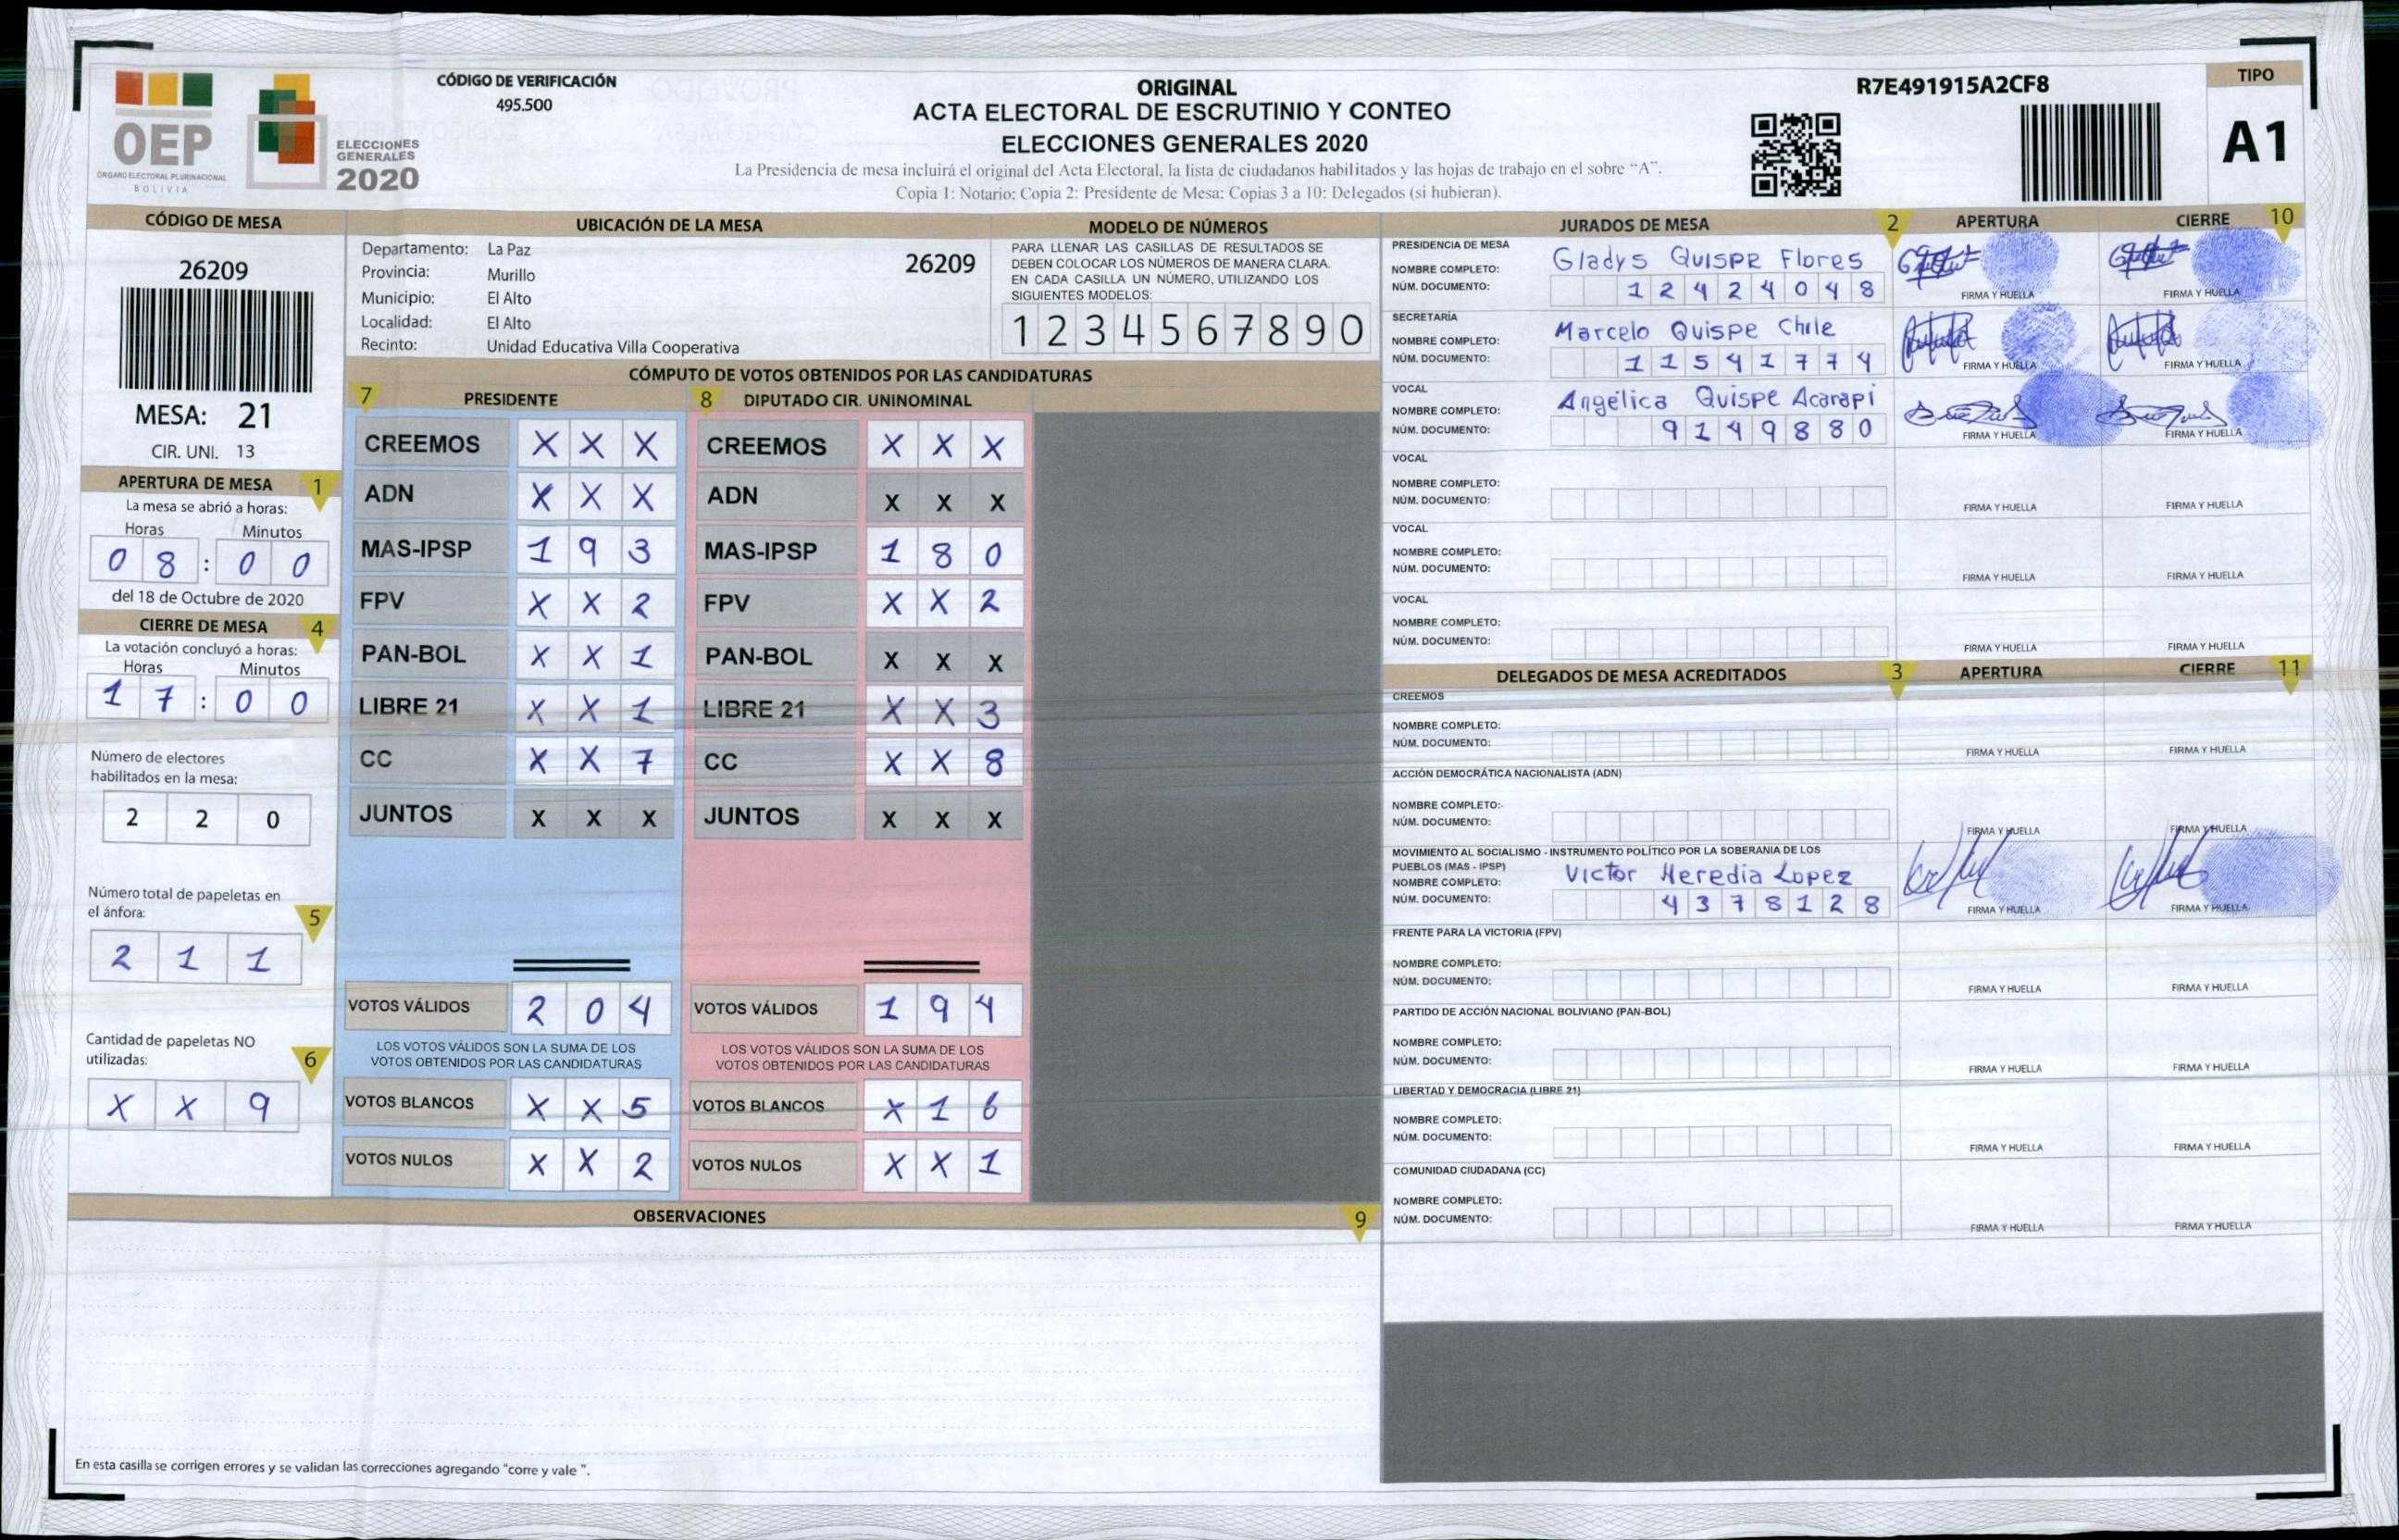 OEP
ÓRGANO ELECTORAL PLURINACIONAL
BOLIVIA
ELECCIONES
GENERALES
2020
CÓDIGO DE VERIFICACIÓN
495.500
ORIGINAL
ACTA ELECTORAL DE ESCRUTINIO Y CONTEO
ELECCIONES GENERALES 2020
La Presidencia de mesa incluirá el original del Acta Electoral, la lista de ciudadanos habilitados y las hojas de trabajo en el sobre "A".
Copia 1: Notario: Copia 2: Presidente de Mesa: Copias 3 a 10: Delegados (si hubieran).
R7E491915A2CF8
TIPO
A1
CÓDIGO DE MESA
26209
MESA: 21
CIR. UNI. 13
APERTURA DE MESA 1
La mesa se abrió a horas:
Horas Minutos
0 8 : 0 0
del 18 de Octubre de 2020
CIERRE DE MESA 4
La votación concluyó a horas:
Horas Minutos
1 7 : 0 0
Número de electores
habilitados en la mesa:
2 2 0
Número total de papeletas en
el ánfora: 5
2 1 1
Cantidad de papeletas NO
utilizadas: 6
X X 9
UBICACIÓN DE LA MESA
Departamento: La Paz
26209
Provincia: Murillo
Municipio: El Alto
Localidad: El Alto
Recinto: Unidad Educativa Villa Cooperativa
MODELO DE NÚMEROS
PARA LLENAR LAS CASILLAS DE RESULTADOS SE
DEBEN COLOCAR LOS NÚMEROS DE MANERA CLARA.
EN CADA CASILLA UN NÚMERO, UTILIZANDO LOS
SIGUIENTES MODELOS:
1 2 3 4 5 6 7 8 9 0
CÓMPUTO DE VOTOS OBTENIDOS POR LAS CANDIDATURAS
7 PRESIDENTE
CREEMOS X X X
ADN X X X
MAS-IPSP 1 9 3
FPV X X 2
PAN-BOL X X 1
LIBRE 21 X X 1
CC X X 7
JUNTOS X X X
VOTOS VÁLIDOS 2 0 4
LOS VOTOS VÁLIDOS SON LA SUMA DE LOS
VOTOS OBTENIDOS POR LAS CANDIDATURAS
VOTOS BLANCOS X X 5
VOTOS NULOS X X 2
8 DIPUTADO CIR. UNINOMINAL
CREEMOS X X X
ADN X X X
MAS-IPSP 1 8 0
FPV X X 2
PAN-BOL X X X
LIBRE 21 X X 3
CC X X 8
JUNTOS X X X
VOTOS VÁLIDOS 1 9 4
LOS VOTOS VÁLIDOS SON LA SUMA DE LOS
VOTOS OBTENIDOS POR LAS CANDIDATURAS
VOTOS BLANCOS X 1 6
VOTOS NULOS X X 1
OBSERVACIONES 9
En esta casilla se corrigen errores y se validan las correcciones agregando "corre y vale ".
JURADOS DE MESA 2 APERTURA CIERRE 10
PRESIDENCIA DE MESA
NOMBRE COMPLETO: Gladys Quispe Flores
NÚM. DOCUMENTO: 1 2 4 2 4 0 4 8
FIRMA Y HUELLA FIRMA Y HUELLA
SECRETARÍA
NOMBRE COMPLETO: Marcelo Quispe Chile
NÚM. DOCUMENTO: 1 1 5 4 1 7 7 4
FIRMA Y HUELLA FIRMA Y HUELLA
VOCAL
NOMBRE COMPLETO: Angélica Quispe Acarapi
NÚM. DOCUMENTO: 9 1 4 9 8 8 0
FIRMA Y HUELLA FIRMA Y HUELLA
VOCAL
NOMBRE COMPLETO:
NÚM. DOCUMENTO:
FIRMA Y HUELLA FIRMA Y HUELLA
VOCAL
NOMBRE COMPLETO:
NÚM. DOCUMENTO:
FIRMA Y HUELLA FIRMA Y HUELLA
VOCAL
NOMBRE COMPLETO:
NÚM. DOCUMENTO:
FIRMA Y HUELLA FIRMA Y HUELLA
DELEGADOS DE MESA ACREDITADOS 3 APERTURA CIERRE 11
CREEMOS
NOMBRE COMPLETO:
NÚM. DOCUMENTO:
FIRMA Y HUELLA FIRMA Y HUELLA
ACCIÓN DEMOCRÁTICA NACIONALISTA (ADN)
NOMBRE COMPLETO:
NÚM. DOCUMENTO:
FIRMA Y HUELLA FIRMA Y HUELLA
MOVIMIENTO AL SOCIALISMO - INSTRUMENTO POLÍTICO POR LA SOBERANIA DE LOS
PUEBLOS (MAS - IPSP)
NOMBRE COMPLETO: Victor Heredia Lopez
NÚM. DOCUMENTO: 4 3 7 8 1 2 8
FIRMA Y HUELLA FIRMA Y HUELLA
FRENTE PARA LA VICTORIA (FPV)
NOMBRE COMPLETO:
NÚM. DOCUMENTO:
FIRMA Y HUELLA FIRMA Y HUELLA
PARTIDO DE ACCIÓN NACIONAL BOLIVIANO (PAN-BOL)
NOMBRE COMPLETO:
NÚM. DOCUMENTO:
FIRMA Y HUELLA FIRMA Y HUELLA
LIBERTAD Y DEMOCRACIA (LIBRE 21)
NOMBRE COMPLETO:
NÚM. DOCUMENTO:
FIRMA Y HUELLA FIRMA Y HUELLA
COMUNIDAD CIUDADANA (CC)
NOMBRE COMPLETO:
NÚM. DOCUMENTO:
FIRMA Y HUELLA FIRMA Y HUELLA